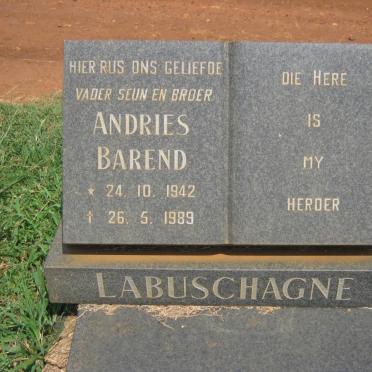 HIER RUS ONS GELIEFDE
VADER SEUN EN BROER
ANDRIES
BAREND
* 24. 10. 1942
† 26. 5. 1989
DIE HERE
IS
MY
HERDER
LABUSCHAGNE